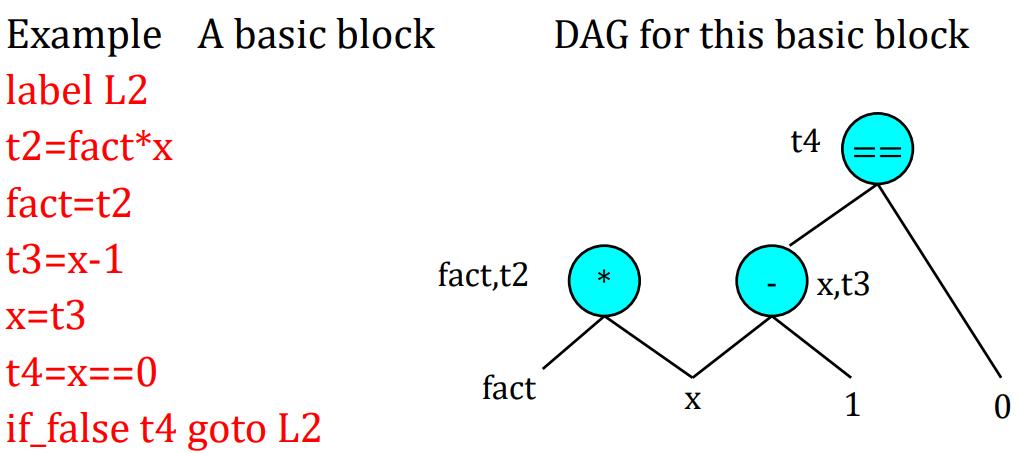 Example A basic block
label L2
t2=fact*x
fact=t2
t3=x-1
x=t3
t4=x==0
if_false t4 goto L2
DAG for this basic block
t4 ==
fact,t2 * - x,t3
fact x 1 0